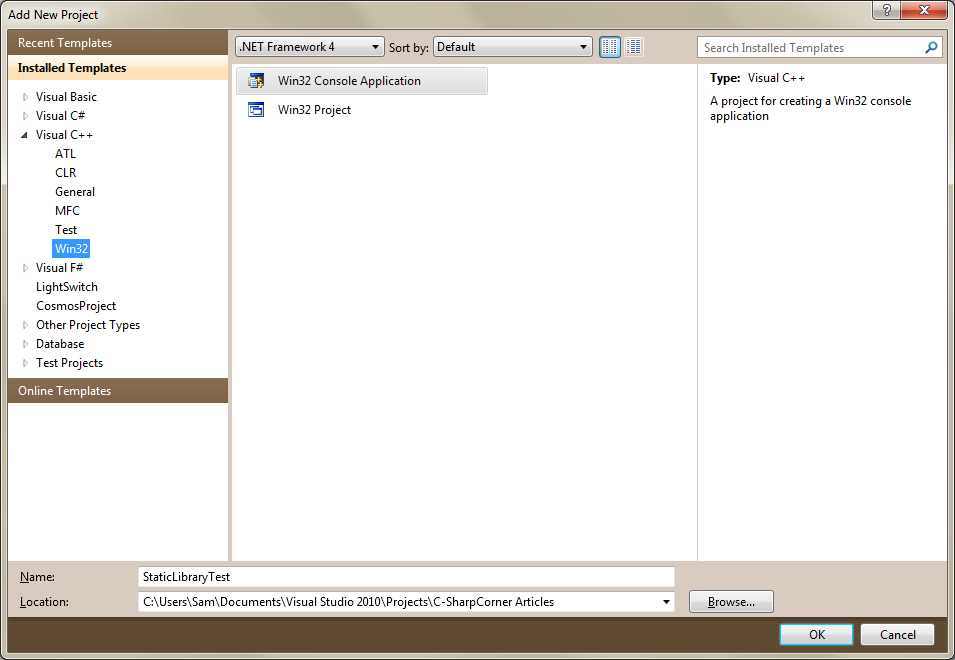 Add New Project
?
Recent Templates
Installed Templates
Visual Basic
Visual C#
Visual C++
ATL
CLR
General
MFC
Test
Win32
Visual F#
LightSwitch
CosmosProject
Other Project Types
Database
Test Projects
Online Templates
.NET Framework 4
Sort by: Default
Win32 Console Application
Win32 Project
Search Installed Templates
Type: Visual C++
A project for creating a Win32 console
application
Name: StaticLibraryTest
Location: C:\Users\Sam\Documents\Visual Studio 2010\Projects\C-SharpCorner Articles
Browse...
OK
Cancel